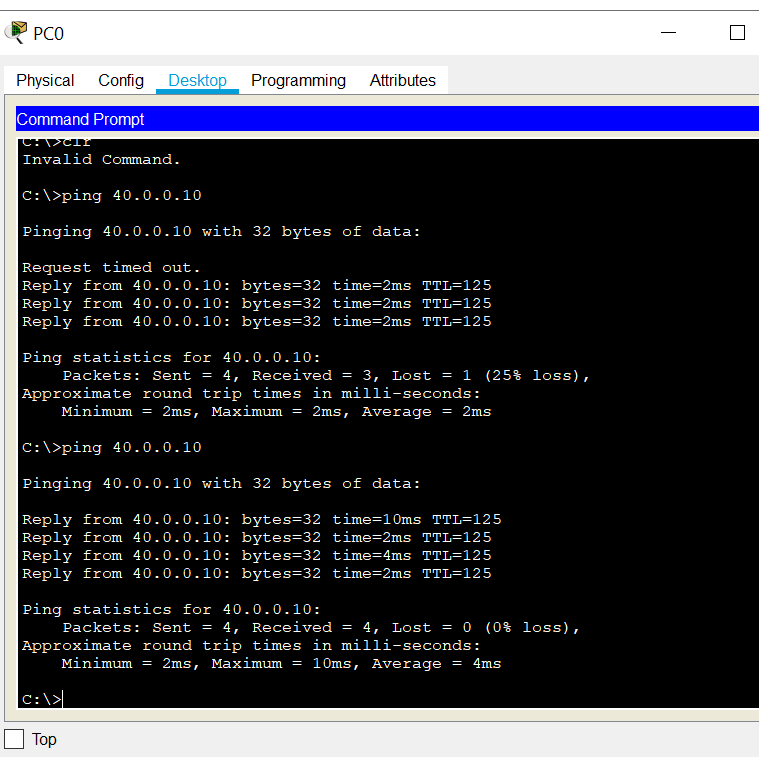 PC0
Physical Config Desktop Programming Attributes
Command Prompt
C:\>clr
Invalid Command.
C:\>ping 40.0.0.10
Pinging 40.0.0.10 with 32 bytes of data:
Request timed out.
Reply from 40.0.0.10: bytes=32 time=2ms TTL=125
Reply from 40.0.0.10: bytes=32 time=2ms TTL=125
Reply from 40.0.0.10: bytes=32 time=2ms TTL=125
Ping statistics for 40.0.0.10:
    Packets: Sent = 4, Received = 3, Lost = 1 (25% loss),
Approximate round trip times in milli-seconds:
    Minimum = 2ms, Maximum = 2ms, Average = 2ms
C:\>ping 40.0.0.10
Pinging 40.0.0.10 with 32 bytes of data:
Reply from 40.0.0.10: bytes=32 time=10ms TTL=125
Reply from 40.0.0.10: bytes=32 time=2ms TTL=125
Reply from 40.0.0.10: bytes=32 time=4ms TTL=125
Reply from 40.0.0.10: bytes=32 time=2ms TTL=125
Ping statistics for 40.0.0.10:
    Packets: Sent = 4, Received = 4, Lost = 0 (0% loss),
Approximate round trip times in milli-seconds:
    Minimum = 2ms, Maximum = 10ms, Average = 4ms
C:\>
Top